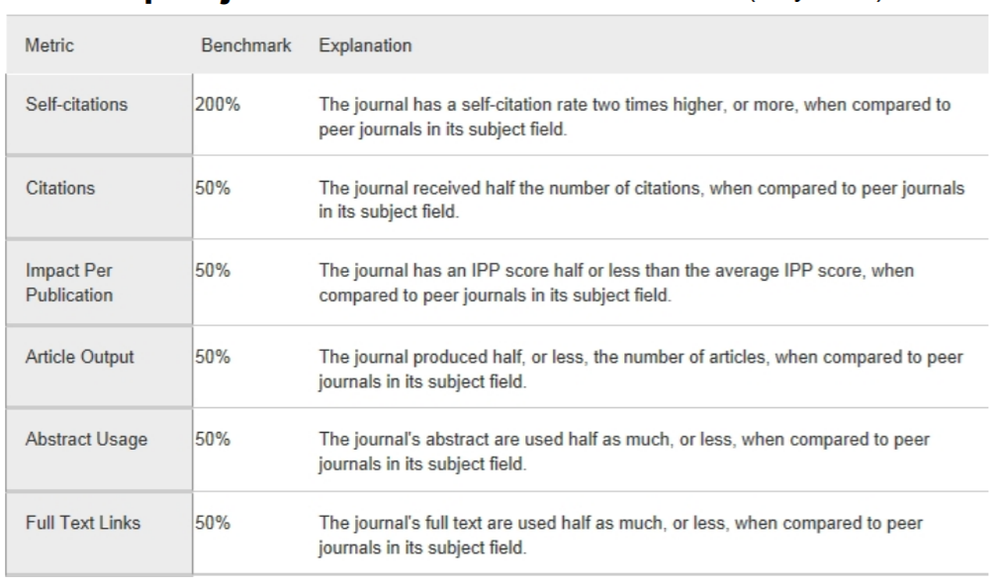 Metric Benchmark Explanation
Self-citations 200% The journal has a self-citation rate two times higher, or more, when compared to
peer journals in its subject field.
Citations 50% The journal received half the number of citations, when compared to peer journals
in its subject field.
Impact Per 50% The journal has an IPP score half or less than the average IPP score, when
Publication compared to peer journals in its subject field.
Article Output 50% The journal produced half, or less, the number of articles, when compared to peer
journals in its subject field.
Abstract Usage 50% The journal's abstract are used half as much, or less, when compared to peer
journals in its subject field.
Full Text Links 50% The journal's full text are used half as much, or less, when compared to peer
journals in its subject field.